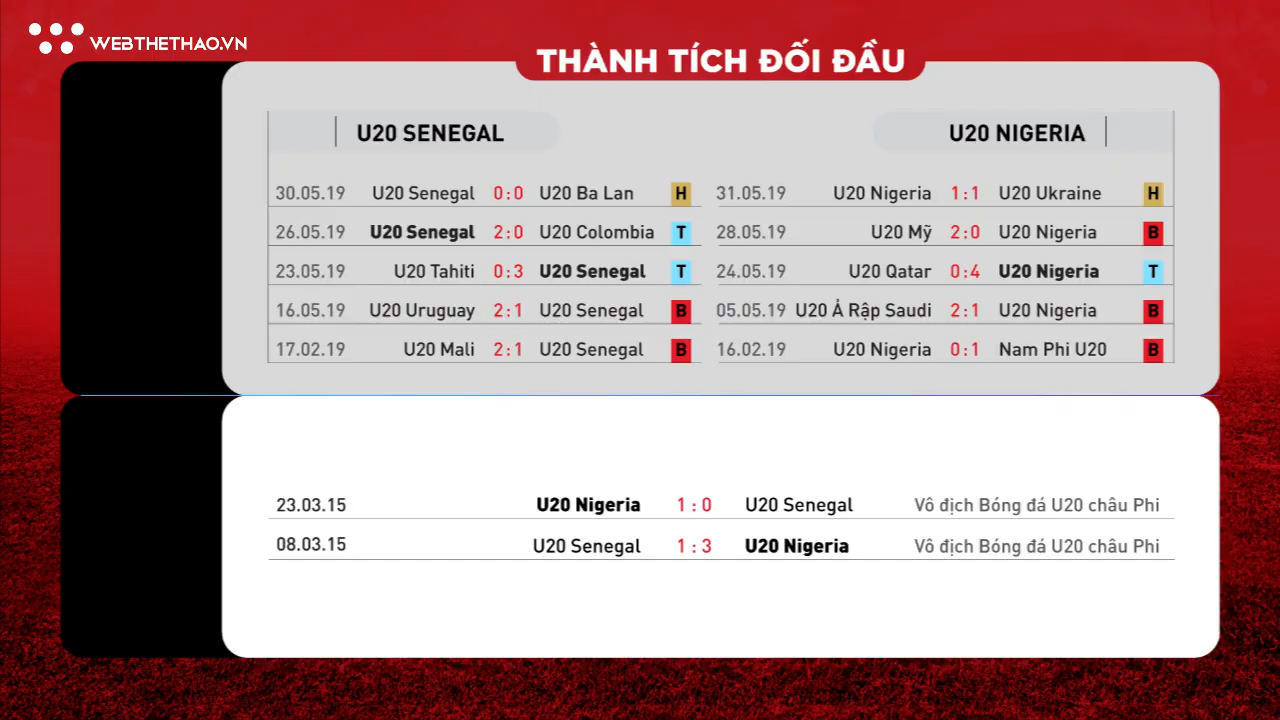 WEBTHETHAO.VN
THÀNH TÍCH ĐỐI ĐẦU
U20 SENEGAL
30.05.19 U20 Senegal 0:0 U20 Ba Lan H
26.05.19 U20 Senegal 2:0 U20 Colombia T
23.05.19 U20 Tahiti 0:3 U20 Senegal T
16.05.19 U20 Uruguay 2:1 U20 Senegal B
17.02.19 U20 Mali 2:1 U20 Senegal B
U20 NIGERIA
31.05.19 U20 Nigeria 1:1 U20 Ukraine H
28.05.19 U20 Mỹ 2:0 U20 Nigeria B
24.05.19 U20 Qatar 0:4 U20 Nigeria T
05.05.19 U20 Ả Rập Saudi 2:1 U20 Nigeria B
16.02.19 U20 Nigeria 0:1 Nam Phi U20 B
23.03.15 U20 Nigeria 1:0 U20 Senegal Vô địch Bóng đá U20 châu Phi
08.03.15 U20 Senegal 1:3 U20 Nigeria Vô địch Bóng đá U20 châu Phi